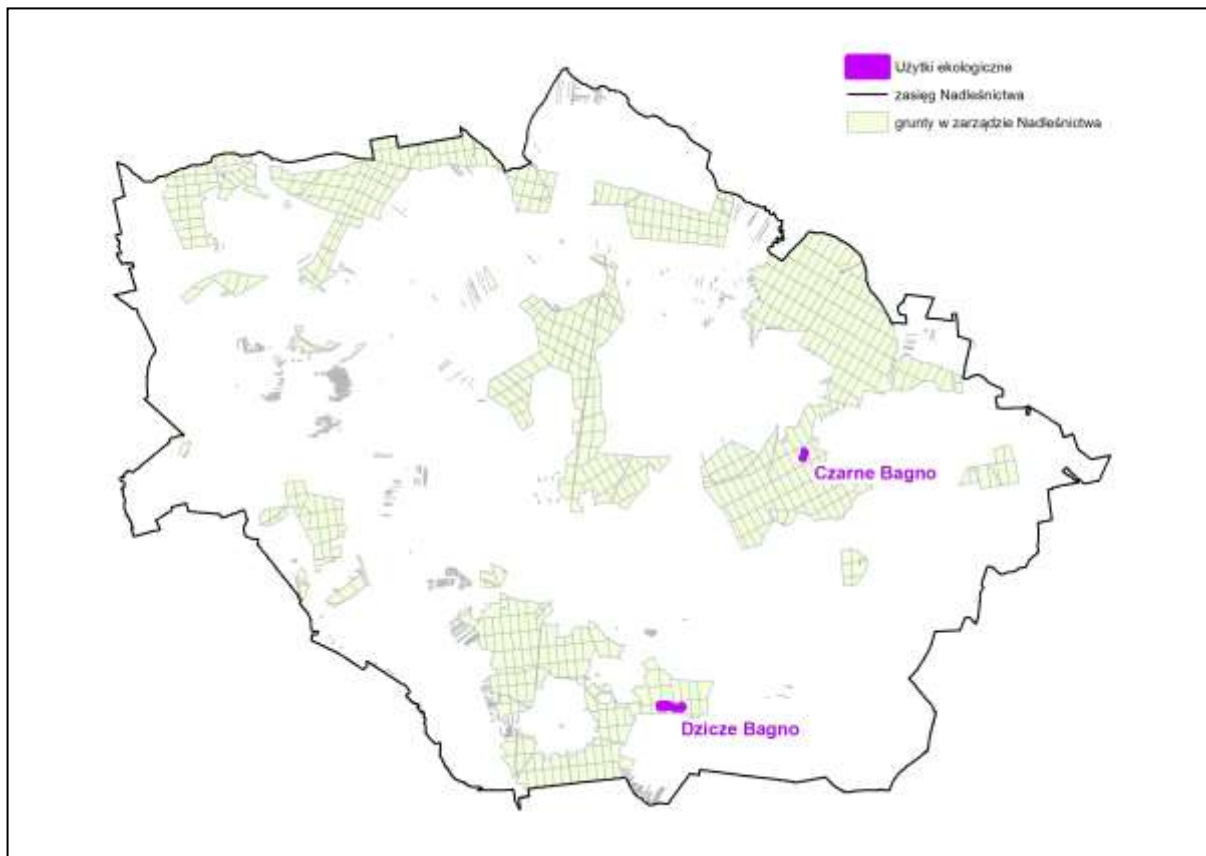 Użytki ekologiczne
zasięg Nadleśnictwa
grunty w zarządzie Nadleśnictwa
Czarne Bagno
Dzicze Bagno